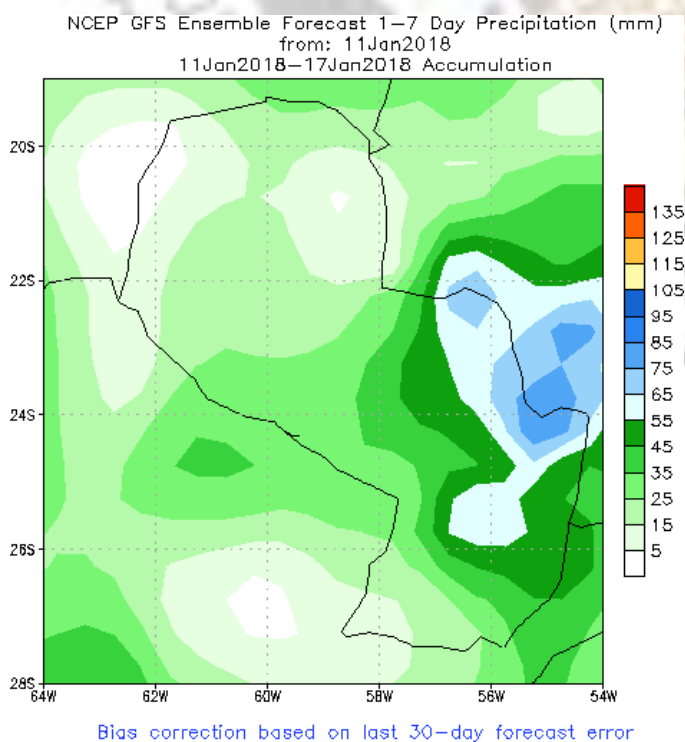 NCEP GFS Ensemble Forecast 1-7 Day Precipitation (mm)
from: 11Jan2018
11Jan2018-17Jan2018 Accumulation
20S
22S
24S
26S
28S
64W 62W 60W 58W 56W 54W
135
125
115
105
95
85
75
65
55
45
35
25
15
5
Bias correction based on last 30-day forecast error